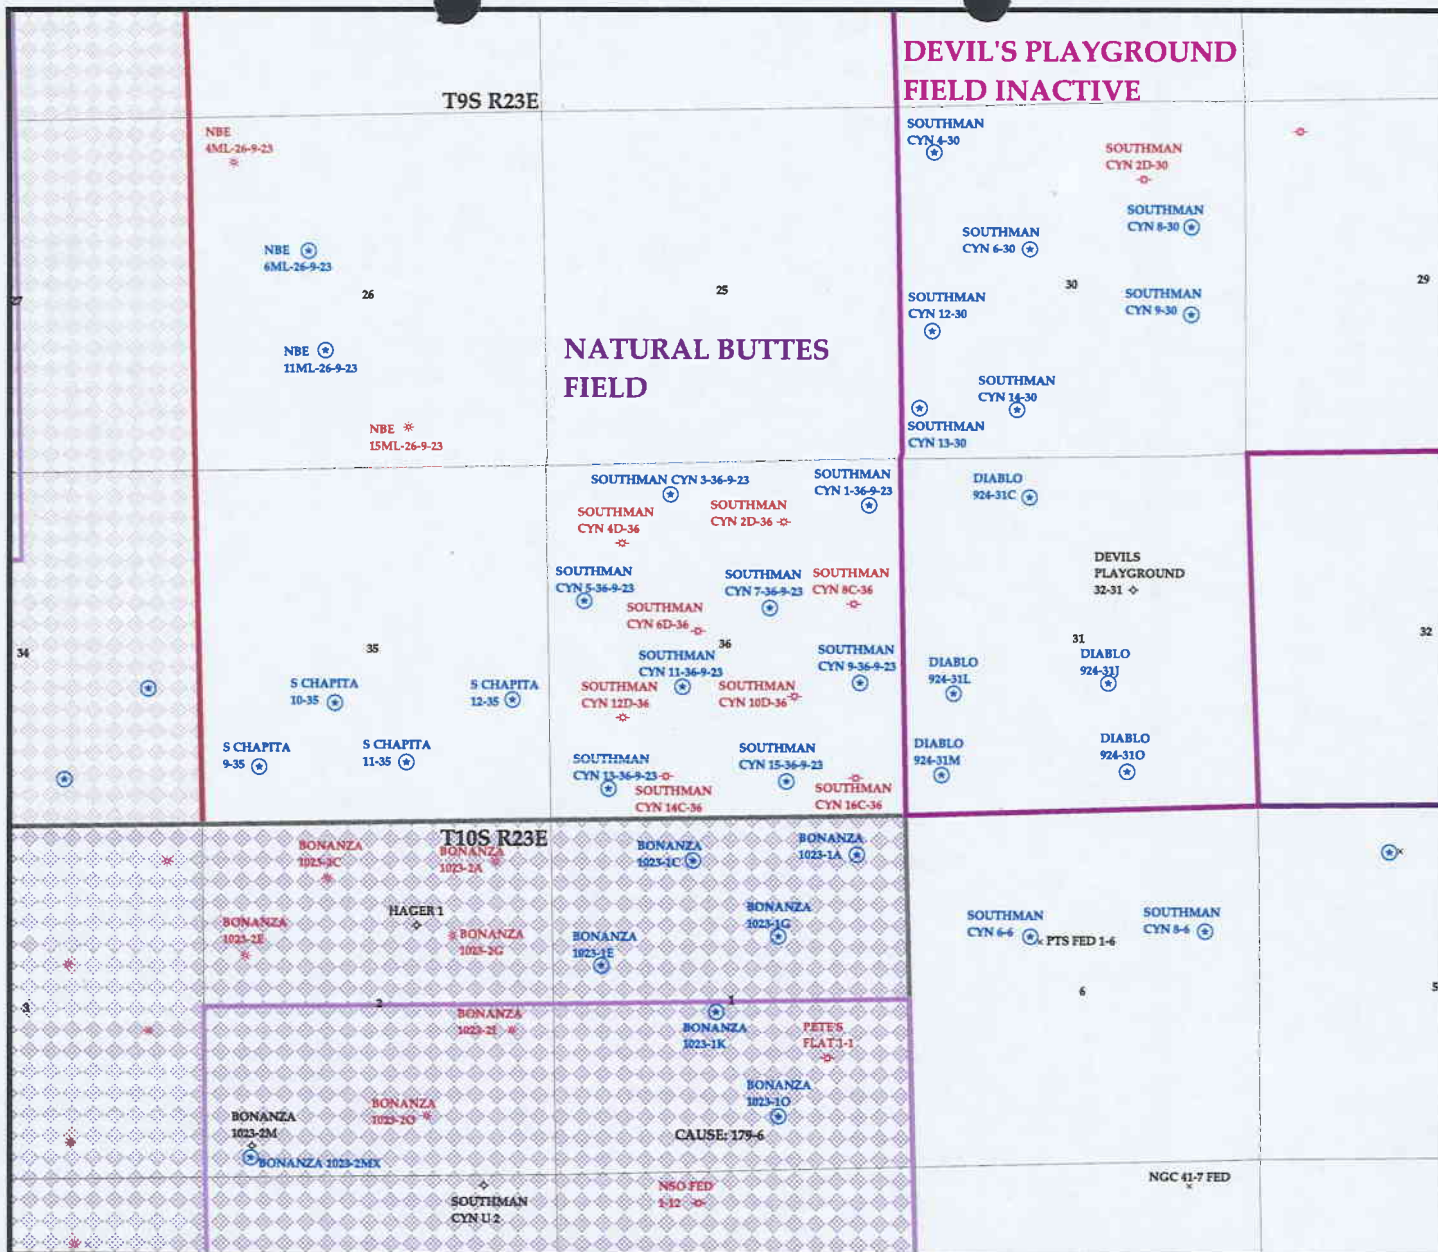 DEVIL'S PLAYGROUND
FIELD INACTIVE
T9S R23E
NBE
4ML-26-9-23
SOUTHMAN
CYN 4-30
SOUTHMAN
CYN 2D-30
SOUTHMAN
CYN 8-30
SOUTHMAN
CYN 6-30
NBE
6ML-26-9-23
27
26
25
30
29
SOUTHMAN
CYN 12-30
SOUTHMAN
CYN 9-30
NBE
11ML-26-9-23
NATURAL BUTTES
FIELD
SOUTHMAN
CYN 14-30
SOUTHMAN
CYN 13-30
NBE
15ML-26-9-23
SOUTHMAN CYN 3-36-9-23
SOUTHMAN
CYN 1-36-9-23
DIABLO
924-31C
SOUTHMAN
CYN 4D-36
SOUTHMAN
CYN 2D-36
DEVILS
PLAYGROUND
32-31
SOUTHMAN
CYN 5-36-9-23
SOUTHMAN
CYN 7-36-9-23
SOUTHMAN
CYN 8C-36
SOUTHMAN
CYN 6D-36
34
35
36
31
32
SOUTHMAN
CYN 11-36-9-23
SOUTHMAN
CYN 9-36-9-23
DIABLO
924-31L
DIABLO
924-31J
S CHAPITA
10-35
S CHAPITA
12-35
SOUTHMAN
CYN 12D-36
SOUTHMAN
CYN 10D-36
S CHAPITA
9-35
S CHAPITA
11-35
SOUTHMAN
CYN 13-36-9-23
SOUTHMAN
CYN 15-36-9-23
DIABLO
924-31M
DIABLO
924-31O
SOUTHMAN
CYN 14C-36
SOUTHMAN
CYN 16C-36
T10S R23E
BONANZA
1023-2C
BONANZA
1023-2A
BONANZA
1023-1C
BONANZA
1023-1A
HAGER 1
BONANZA
1023-2E
BONANZA
1023-2G
BONANZA
1023-1E
BONANZA
1023-1G
SOUTHMAN
CYN 6-6
PTS FED 1-6
SOUTHMAN
CYN 8-6
3
2
1
6
5
BONANZA
1023-2I
BONANZA
1023-1K
PETE'S
FLAT 1-1
BONANZA
1023-2O
BONANZA
1023-1O
BONANZA
1023-2M
BONANZA 1023-2MX
CAUSE: 179-6
SOUTHMAN
CYN U 2
NSO FED
1-12
NGC 41-7 FED